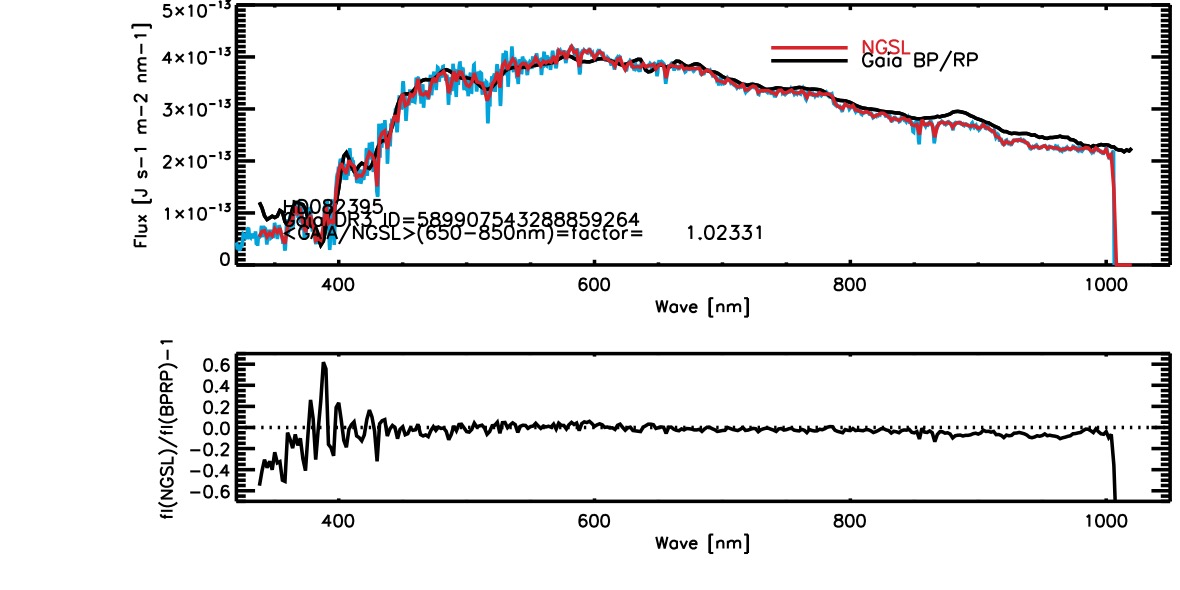 5×10−13
4×10−13
3×10−13
2×10−13
1×10−13
0
Flux [J s−1 m−2 nm−1]
NGSL
Gaia BP/RP
HD082395
Gaia DR3 ID=589907543288859264
<GAIA/NGSL>(650−850nm)=factor= 1.02331
400 600 800 1000
Wave [nm]
0.6
0.4
0.2
0.0
−0.2
−0.4
−0.6
fl(NGSL)/fl(BPRP)−1
400 600 800 1000
Wave [nm]